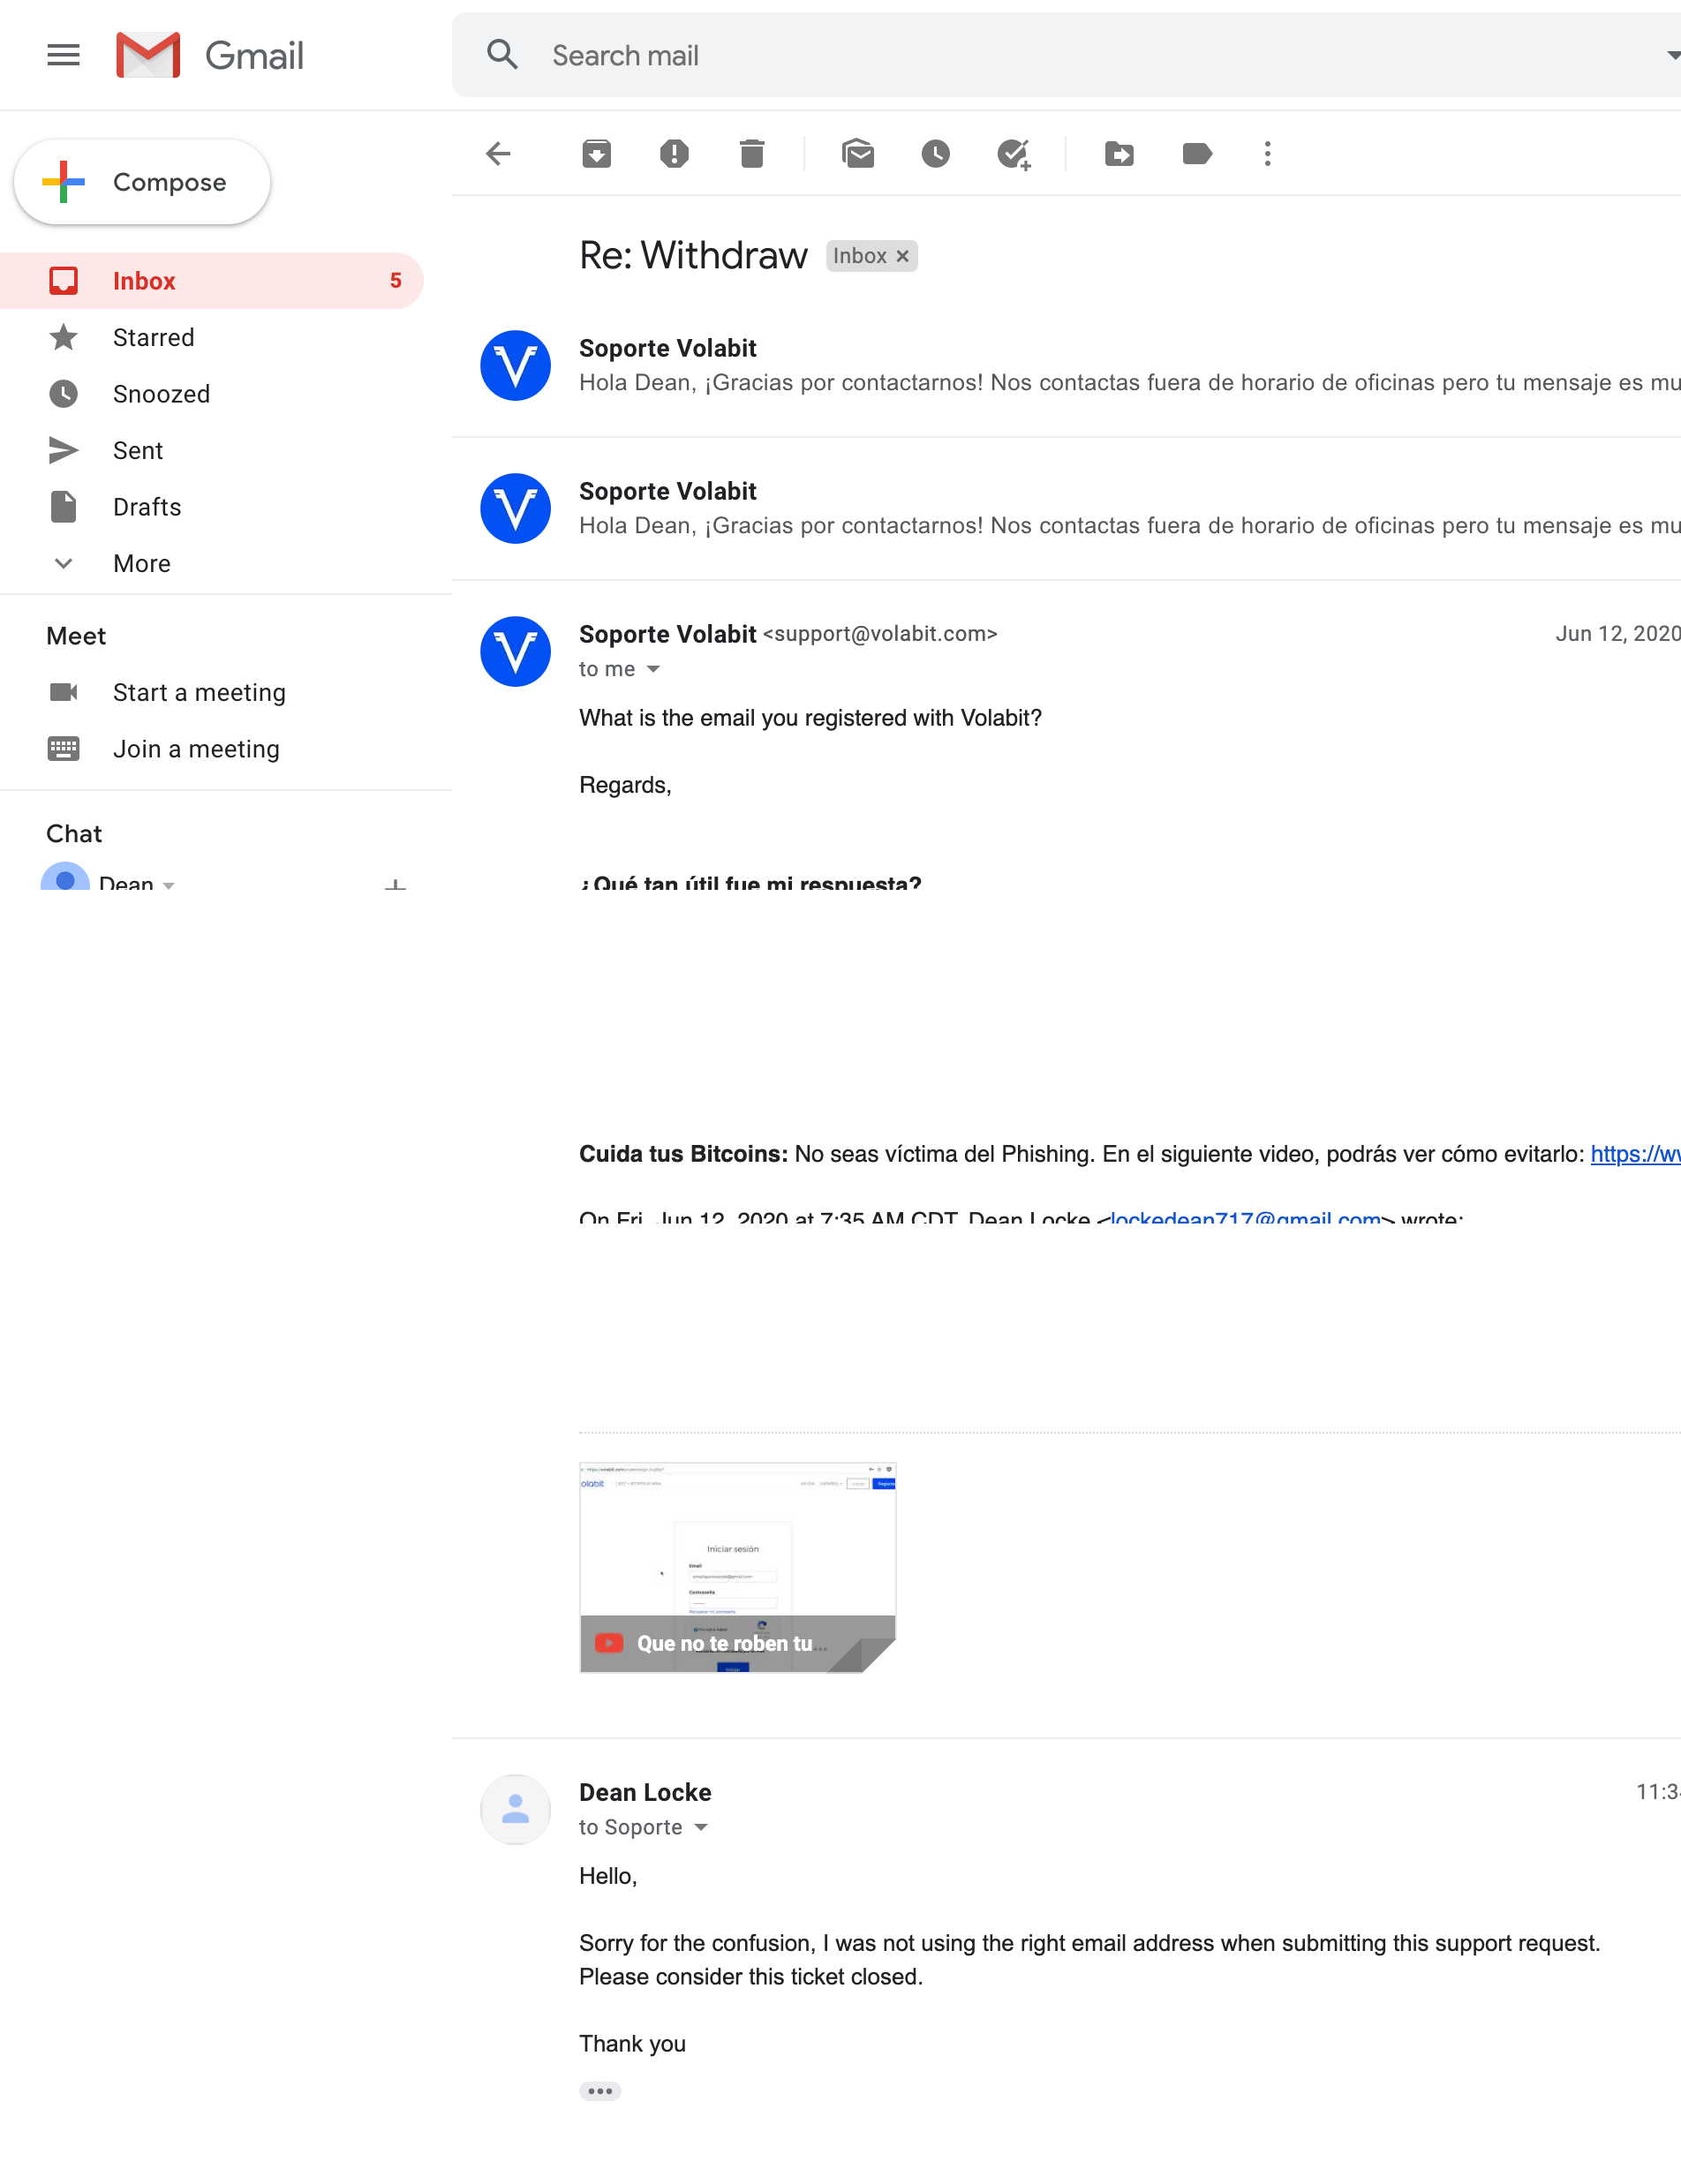 Gmail
Search mail
Compose
Inbox 5
Starred
Snoozed
Sent
Drafts
More
Meet
Start a meeting
Join a meeting
Chat
Dean
Re: Withdraw Inbox ×
Soporte Volabit
Hola Dean, ¡Gracias por contactarnos! Nos contactas fuera de horario de oficinas pero tu mensaje es mu
Soporte Volabit
Hola Dean, ¡Gracias por contactarnos! Nos contactas fuera de horario de oficinas pero tu mensaje es mu
Soporte Volabit <support@volabit.com> Jun 12, 2020
to me
What is the email you registered with Volabit?
Regards,
¿Qué tan útil fue mi respuesta?
Cuida tus Bitcoins: No seas víctima del Phishing. En el siguiente video, podrás ver cómo evitarlo: https://w
On Fri, Jun 12, 2020 at 7:35 AM CDT, Dean Locke <lockedean717@gmail.com> wrote:
olabit
Iniciar sesión
Email
Contraseña
Que no te roben tu
Dean Locke 11:3
to Soporte
Hello,
Sorry for the confusion, I was not using the right email address when submitting this support request.
Please consider this ticket closed.
Thank you